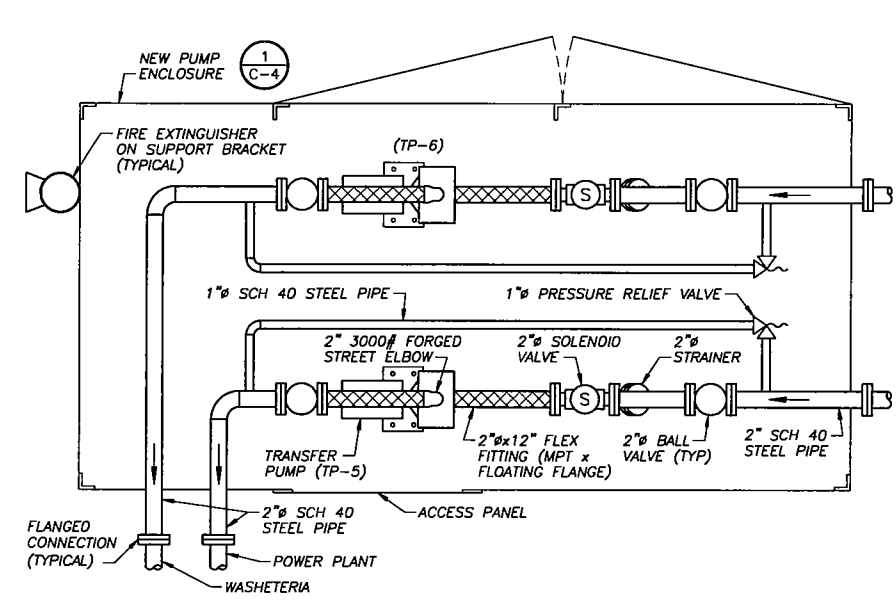 NEW PUMP
ENCLOSURE
1
C-4
FIRE EXTINGUISHER
ON SUPPORT BRACKET
(TYPICAL)
(TP-6)
S
1"ø SCH 40 STEEL PIPE
1"ø PRESSURE RELIEF VALVE
2" 3000# FORGED
STREET ELBOW
2"ø SOLENOID
VALVE
2"ø
STRAINER
S
TRANSFER
PUMP (TP-5)
2"øx12" FLEX
FITTING (MPT x
FLOATING FLANGE)
2"ø BALL
VALVE (TYP)
2" SCH 40
STEEL PIPE
2"ø SCH 40
STEEL PIPE
ACCESS PANEL
FLANGED
CONNECTION
(TYPICAL)
POWER PLANT
WASHETERIA